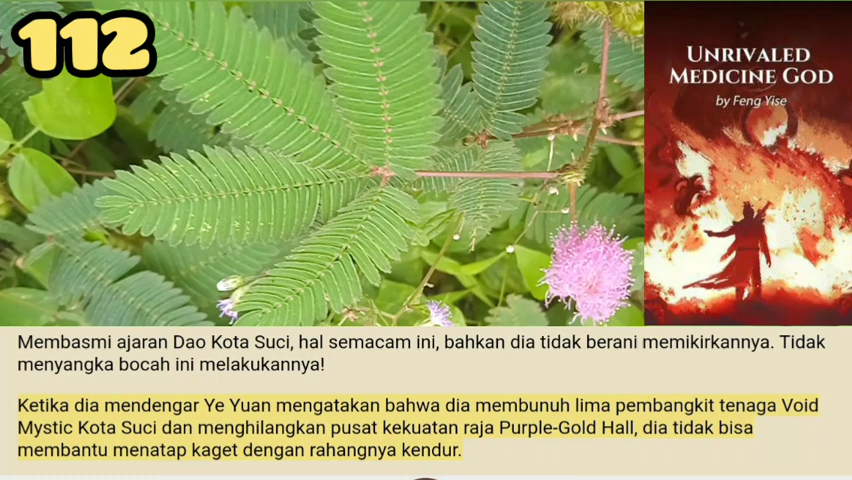 112
UNRIVALED
MEDICINE GOD
by Feng Yise
Membasmi ajaran Dao Kota Suci, hal semacam ini, bahkan dia tidak berani memikirkannya. Tidak
menyangka bocah ini melakukannya!
Ketika dia mendengar Ye Yuan mengatakan bahwa dia membunuh lima pembangkit tenaga Void
Mystic Kota Suci dan menghilangkan pusat kekuatan raja Purple-Gold Hall, dia tidak bisa
membantu menatap kaget dengan rahangnya kendur.